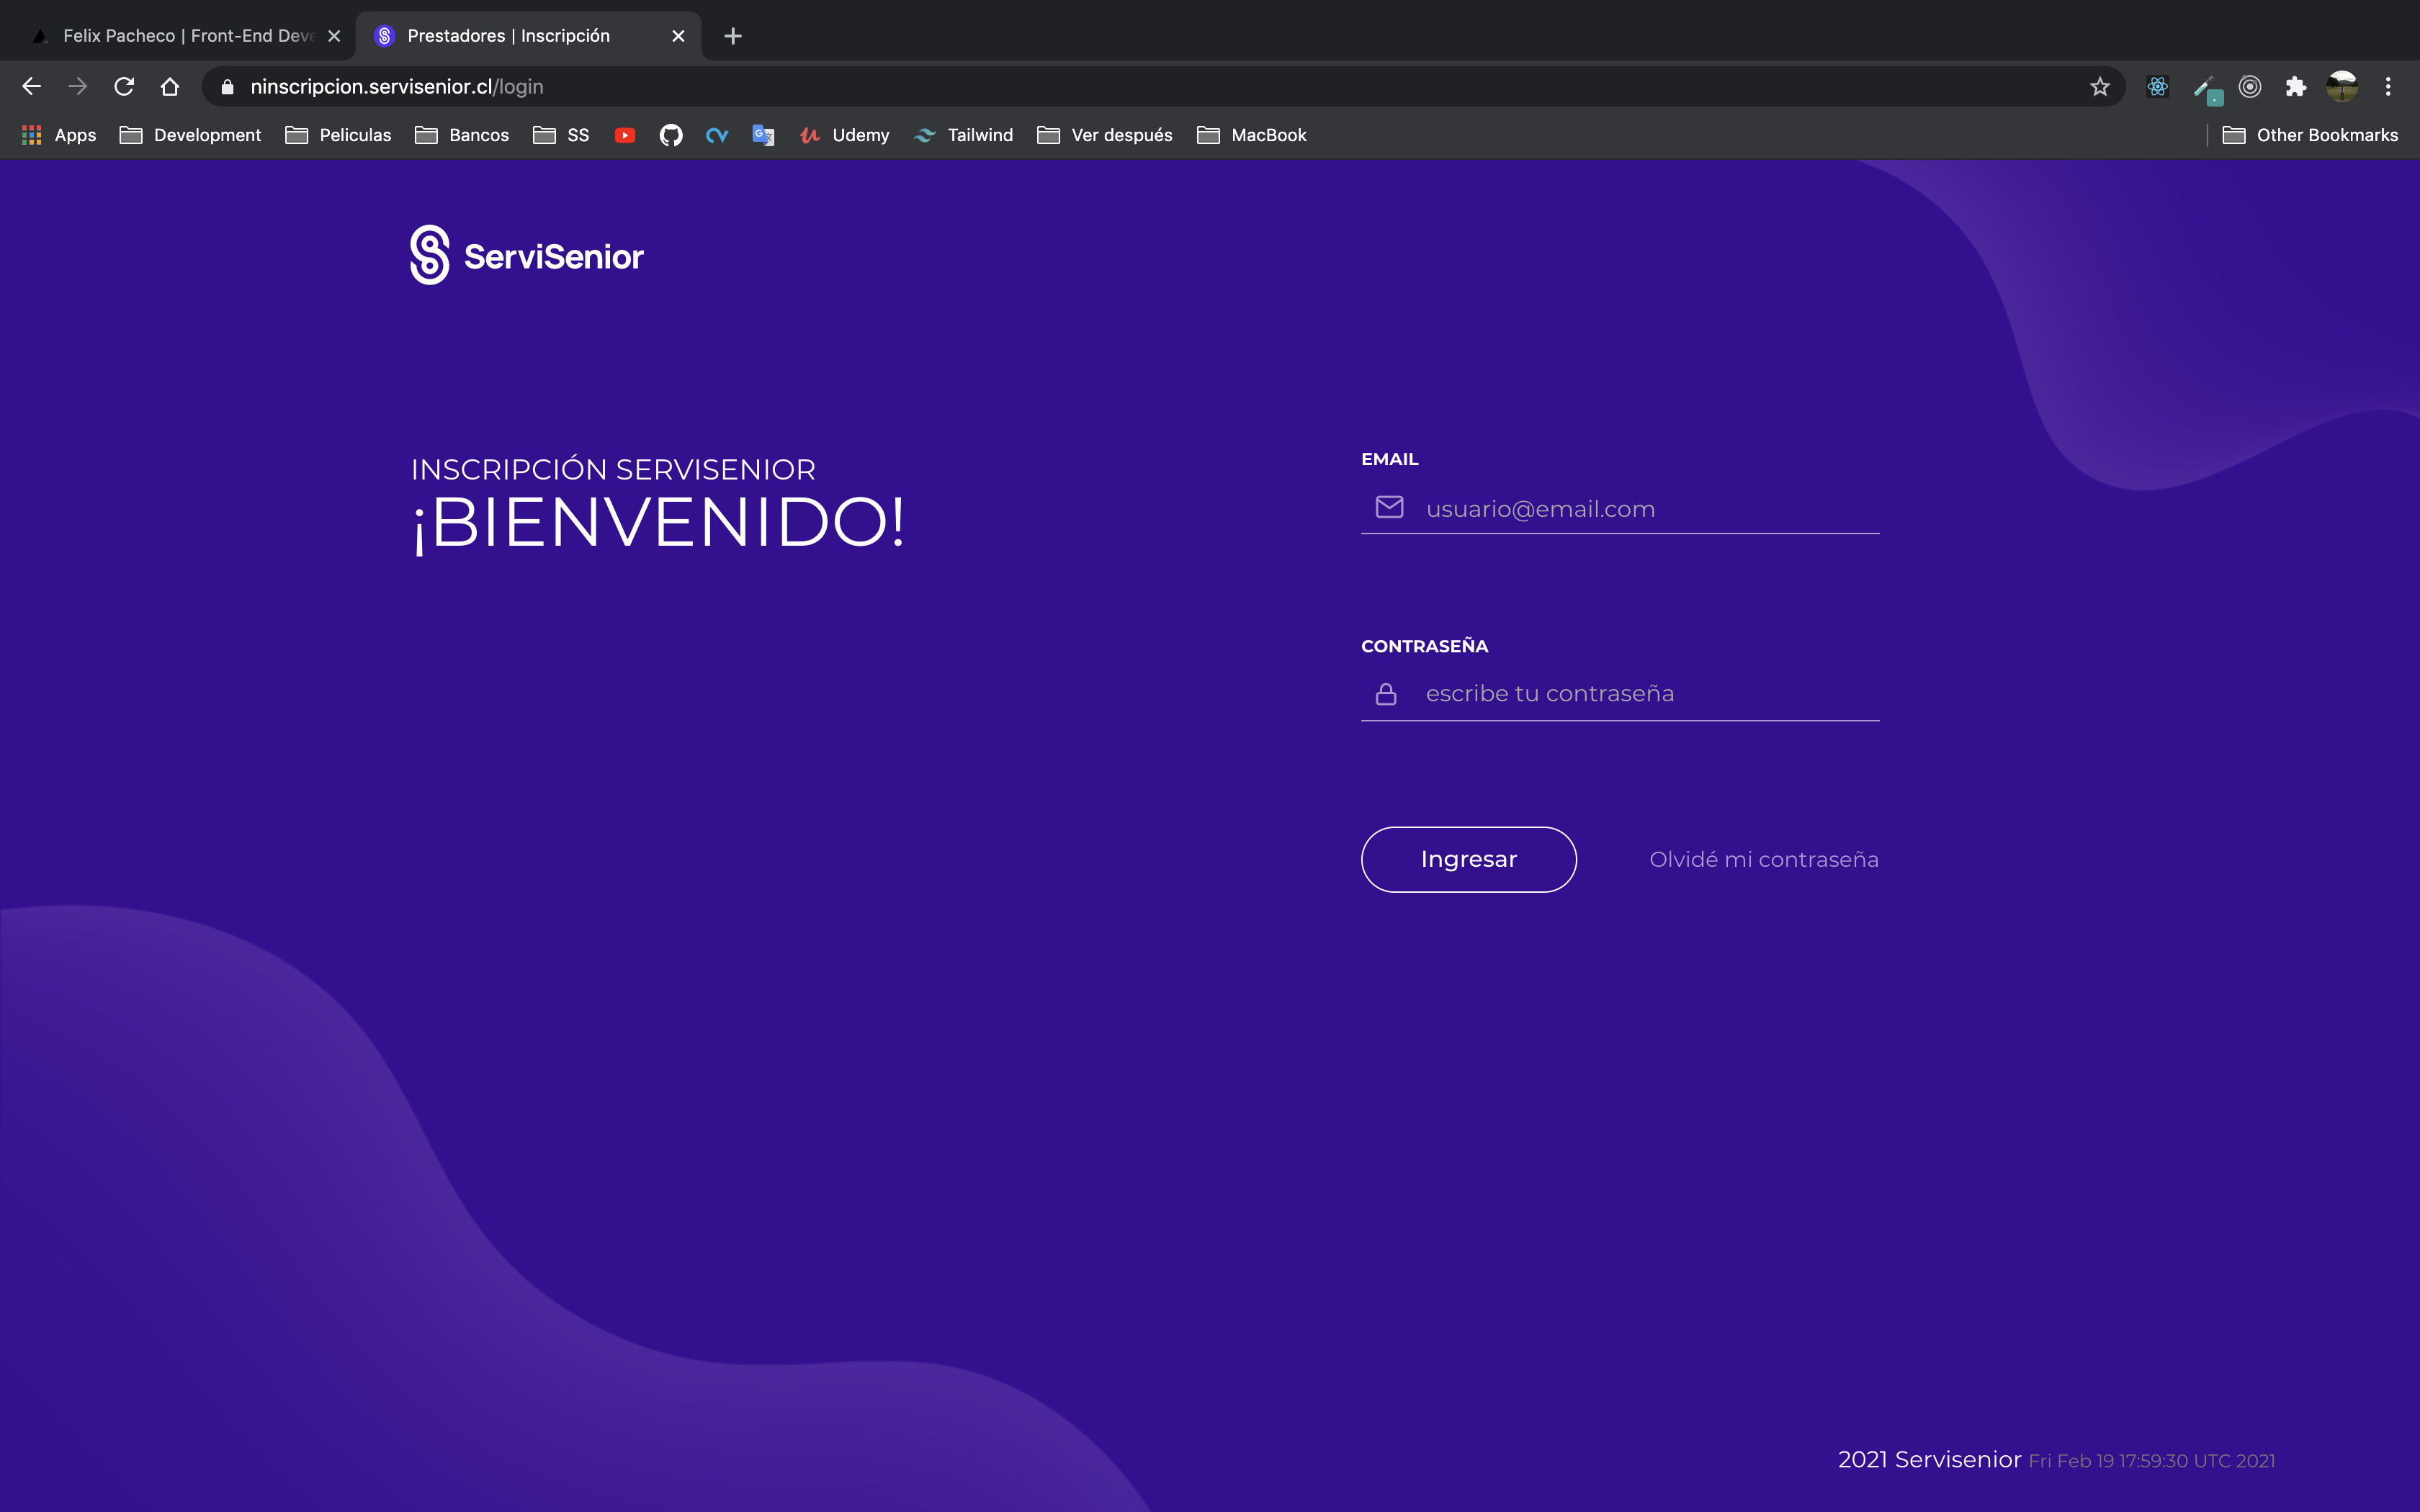 Felix Pacheco | Front-End Deve
Prestadores | Inscripción
ninscripcion.servisenior.cl/login
Apps
Development
Peliculas
Bancos
SS
Udemy
Tailwind
Ver después
MacBook
Other Bookmarks
ServiSenior
INSCRIPCIÓN SERVISENIOR
¡BIENVENIDO!
EMAIL
usuario@email.com
CONTRASEÑA
escribe tu contraseña
Ingresar
Olvidé mi contraseña
2021 Servisenior Fri Feb 19 17:59:30 UTC 2021